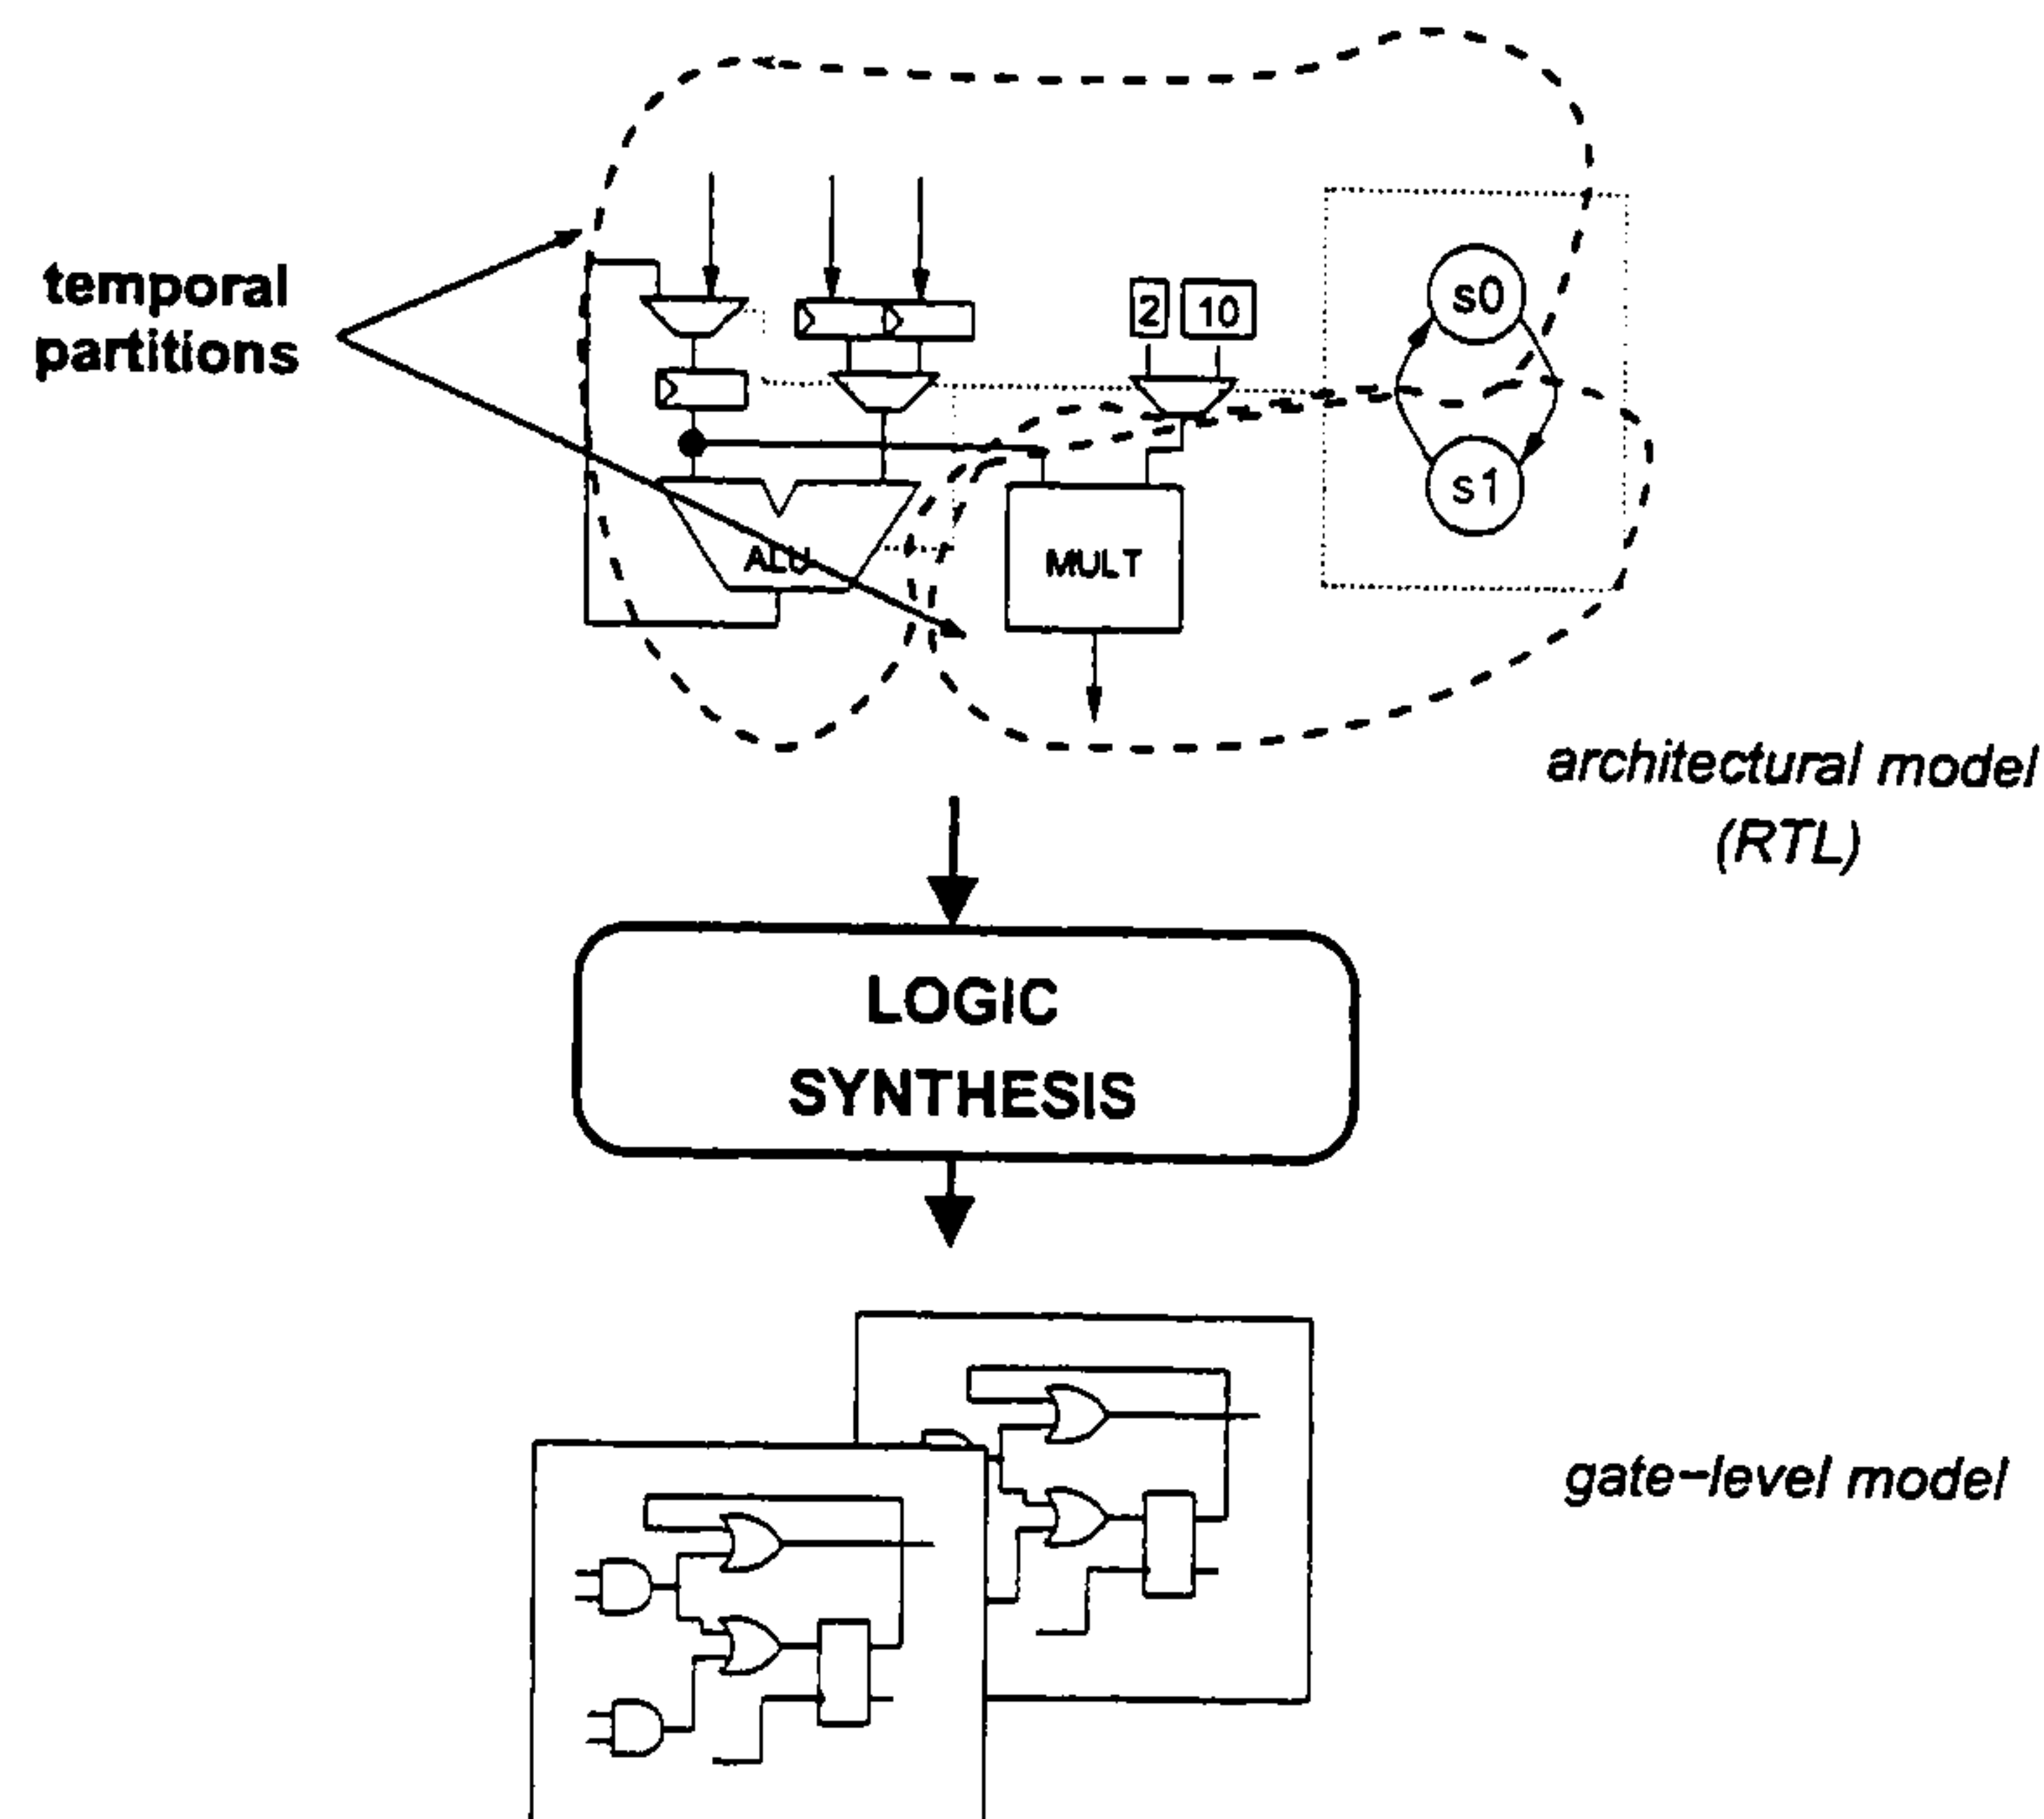 temporal
partitions
2
10
s0
s1
ALU
MULT
architectural model
(RTL)
LOGIC
SYNTHESIS
gate-level model